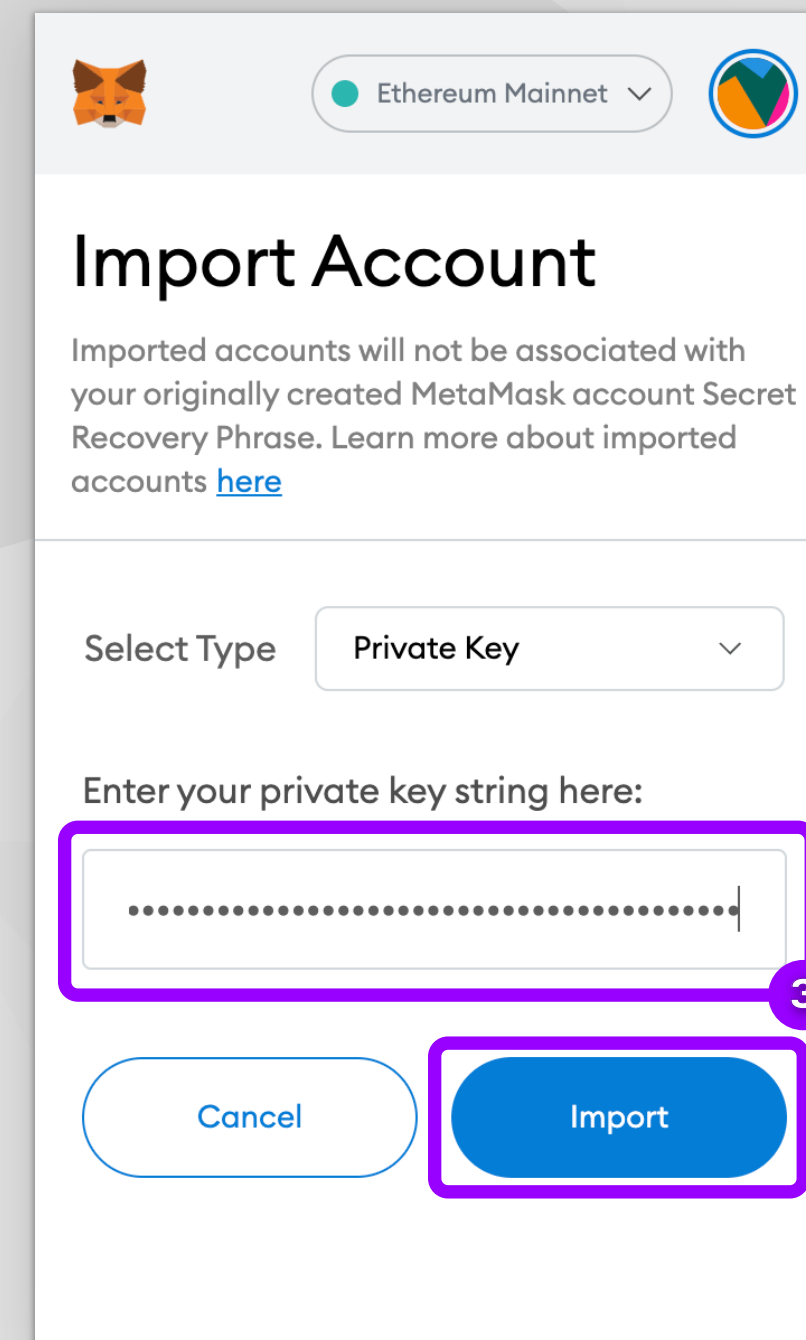 Ethereum Mainnet
Import Account
Imported accounts will not be associated with
your originally created MetaMask account Secret
Recovery Phrase. Learn more about imported
accounts here
Select Type
Private Key
Enter your private key string here:
3
Cancel
Import